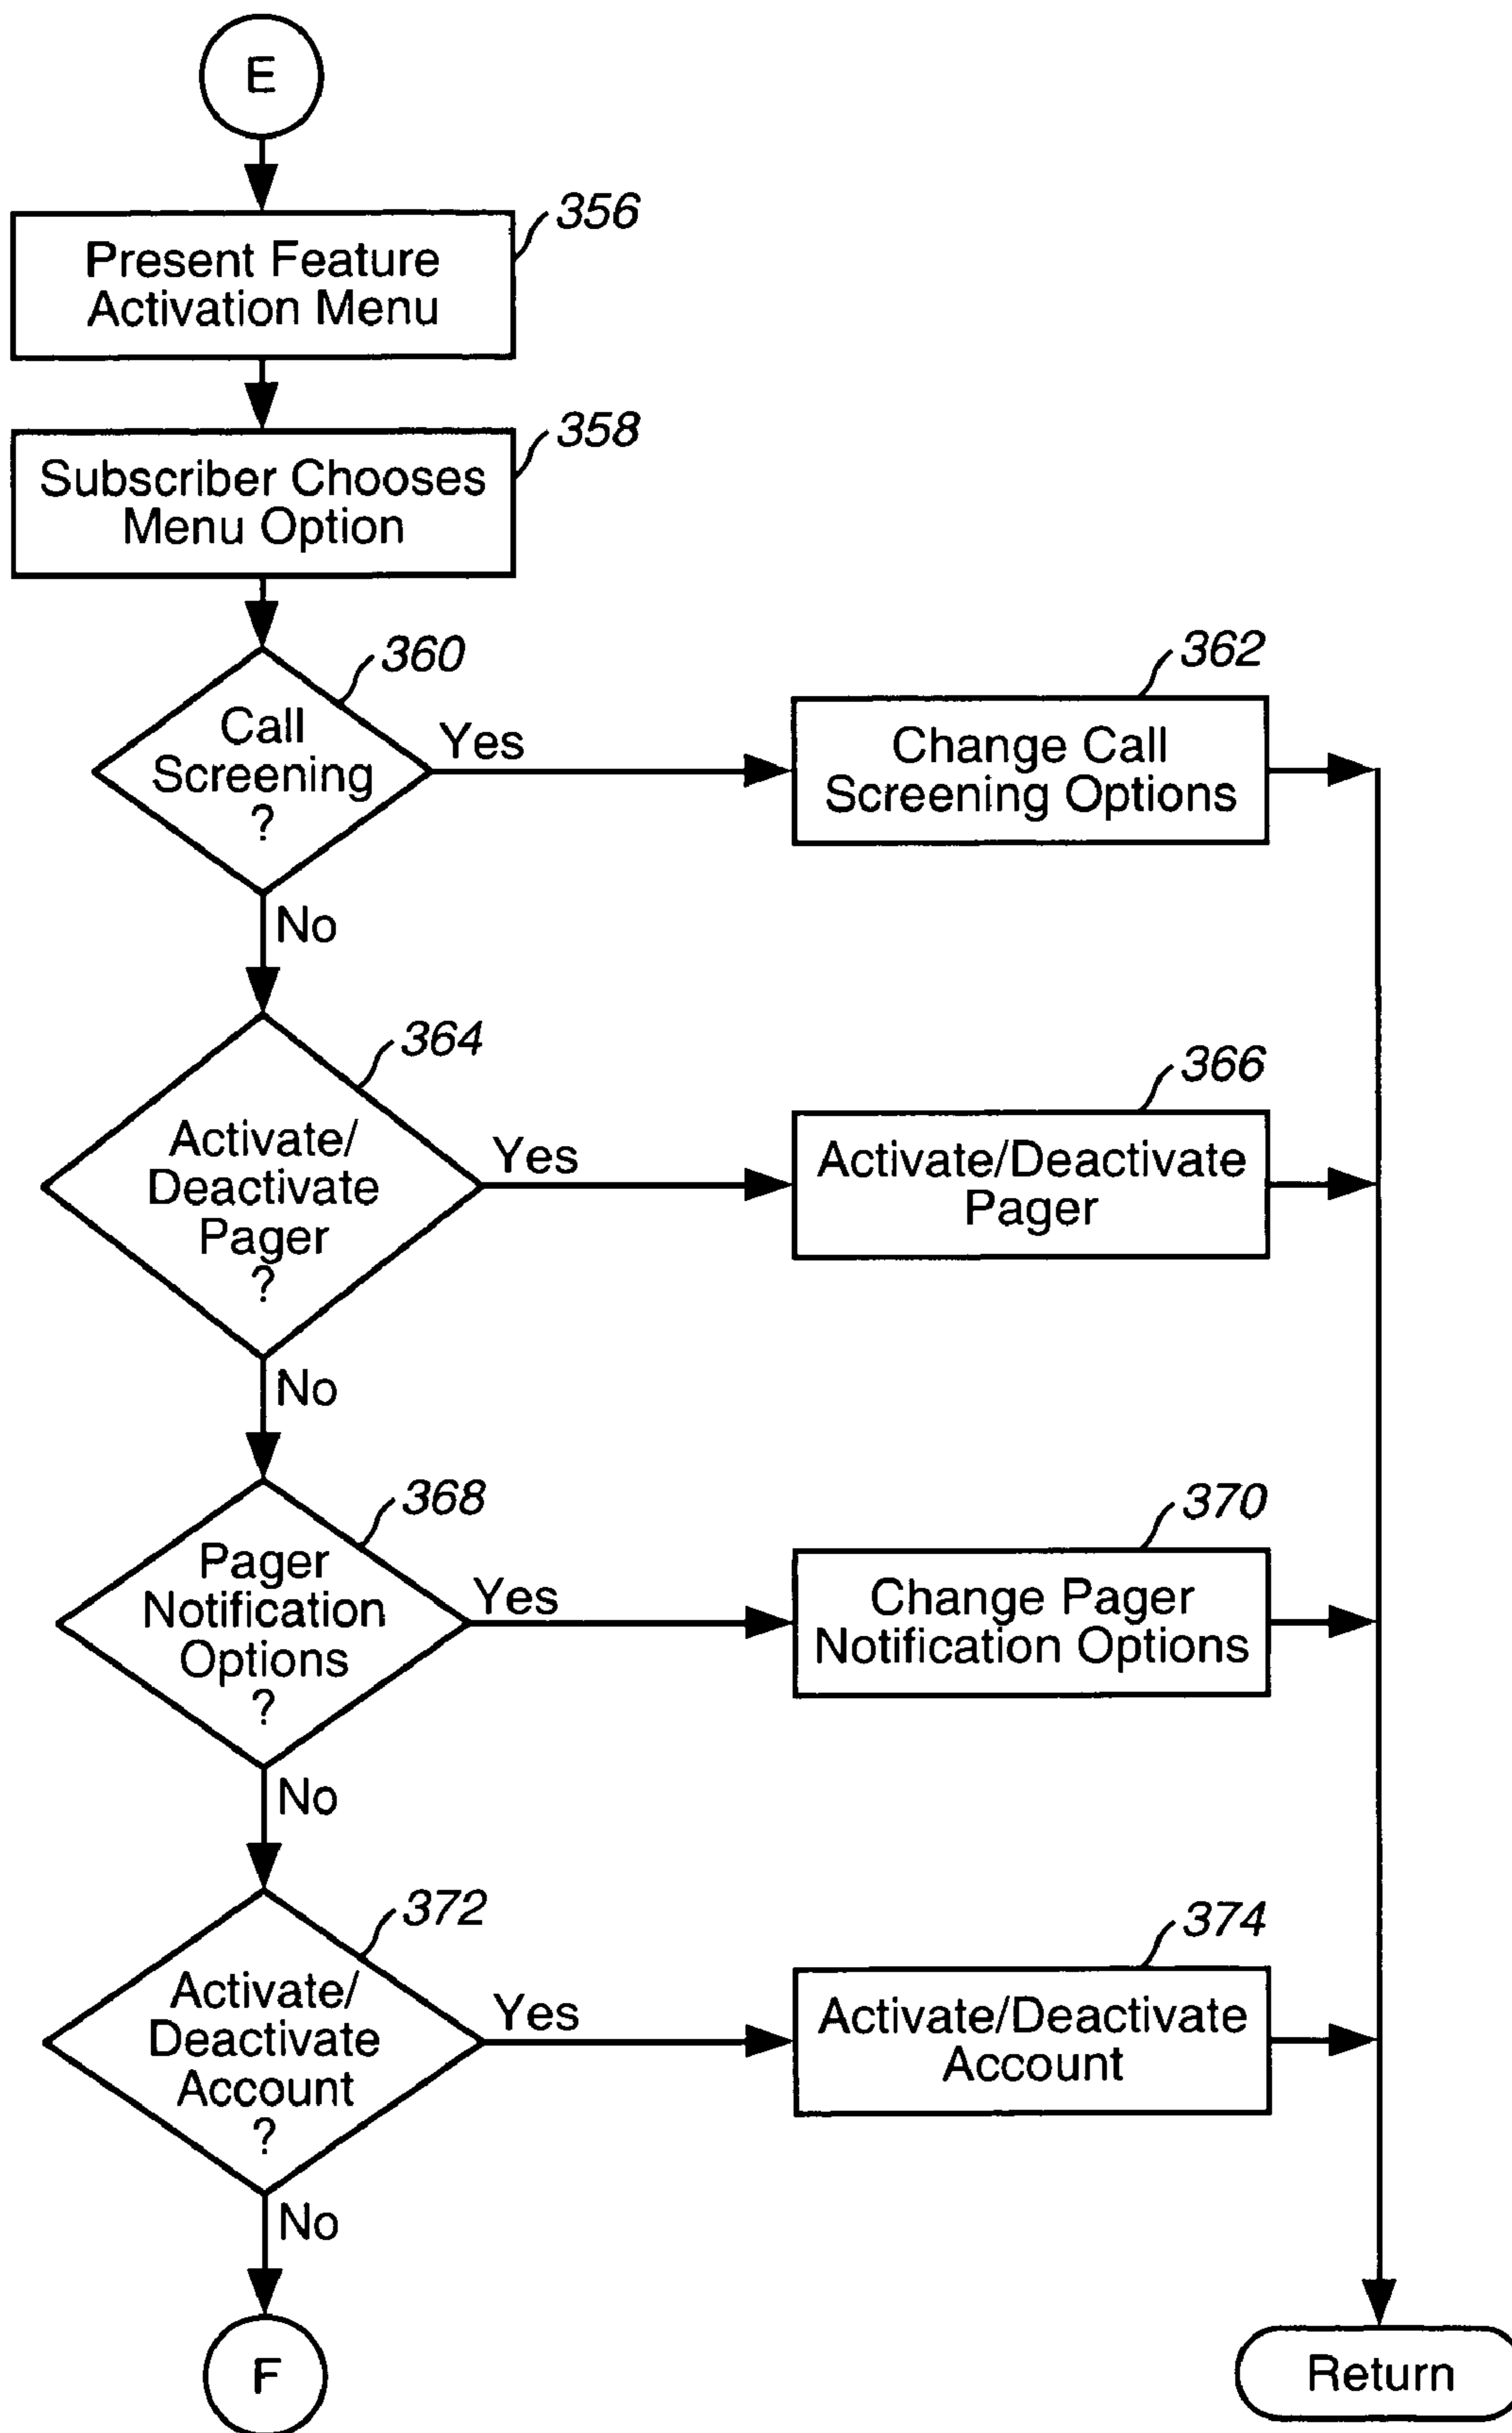 E
356
Present Feature
Activation Menu
358
Subscriber Chooses
Menu Option
360
Call
Screening
?
Yes
362
Change Call
Screening Options
No
364
Activate/
Deactivate
Pager
?
Yes
366
Activate/Deactivate
Pager
No
368
Pager
Notification
Options
?
Yes
370
Change Pager
Notification Options
No
372
Activate/
Deactivate
Account
?
Yes
374
Activate/Deactivate
Account
No
F
Return